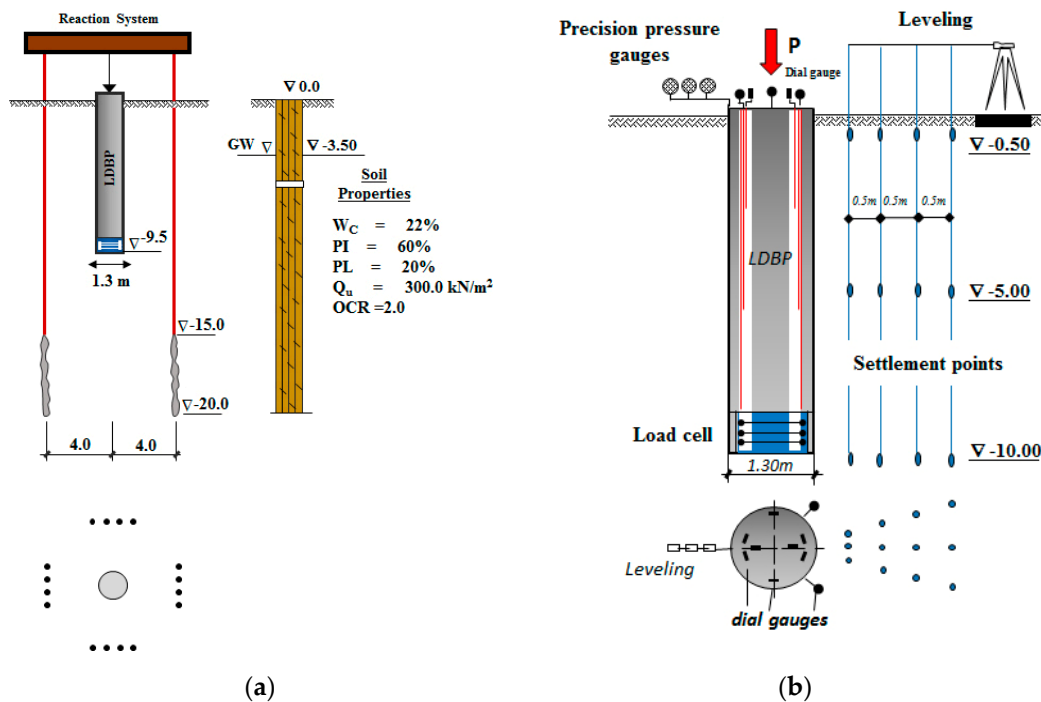 Reaction System
∇ 0.0
GW ∇
∇ -3.50
LDBP
∇ -9.5
1.3 m
Soil
Properties
WC = 22%
PI = 60%
PL = 20%
Qu = 300.0 kN/m²
OCR =2.0
∇ -15.0
∇ -20.0
4.0 4.0
(a)
Precision pressure
gauges
P
Dial gauge
Leveling
∇ -0.50
0.5m 0.5m 0.5m
LDBP
∇ -5.00
Settlement points
Load cell
1.30m
∇ -10.00
Leveling
dial gauges
(b)